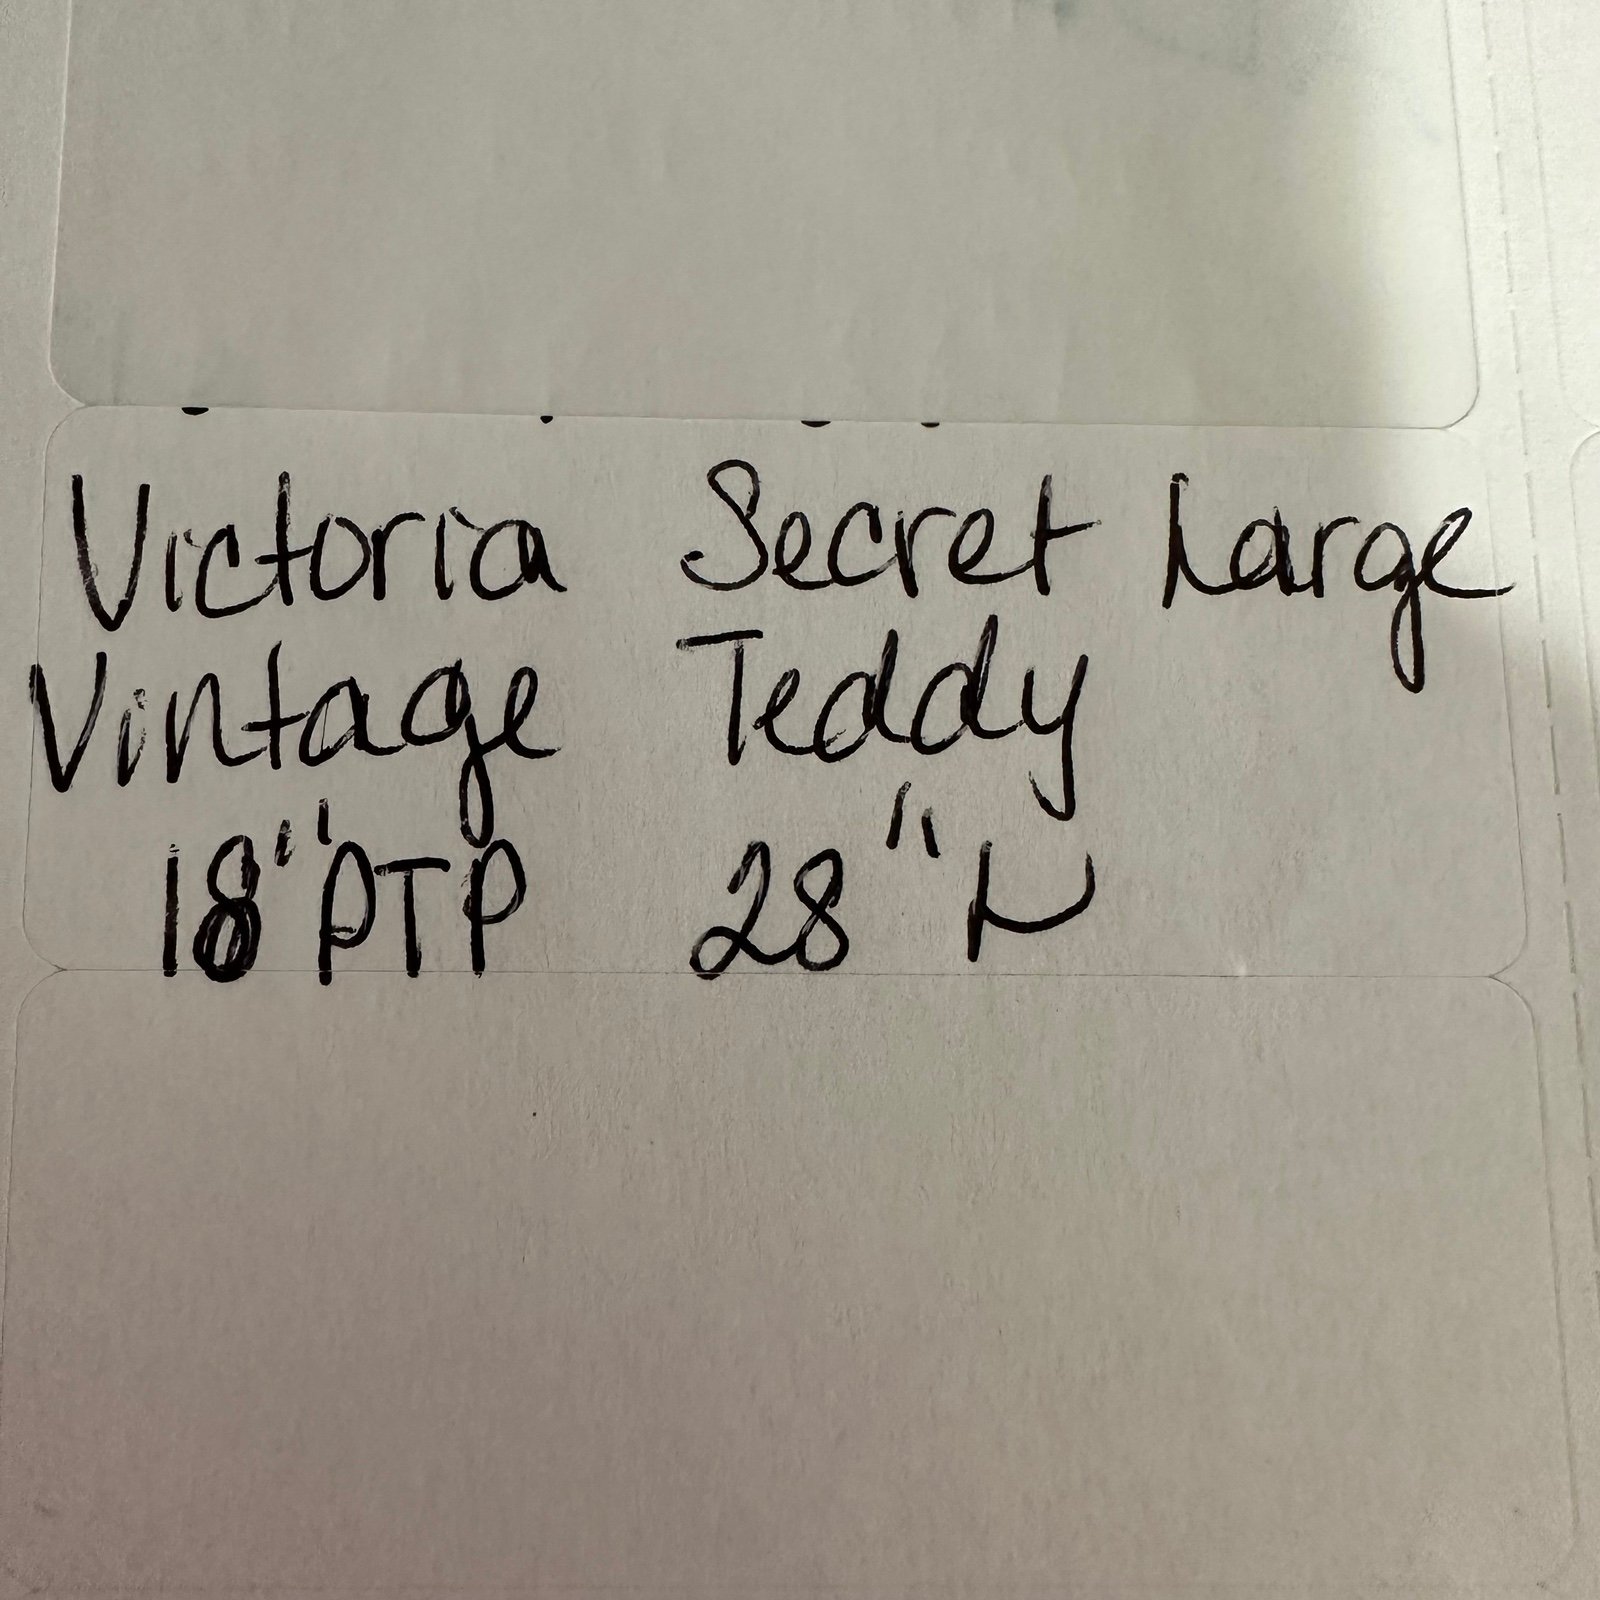 Victoria Secret Large
Vintage Teddy
18" PTP 28" L